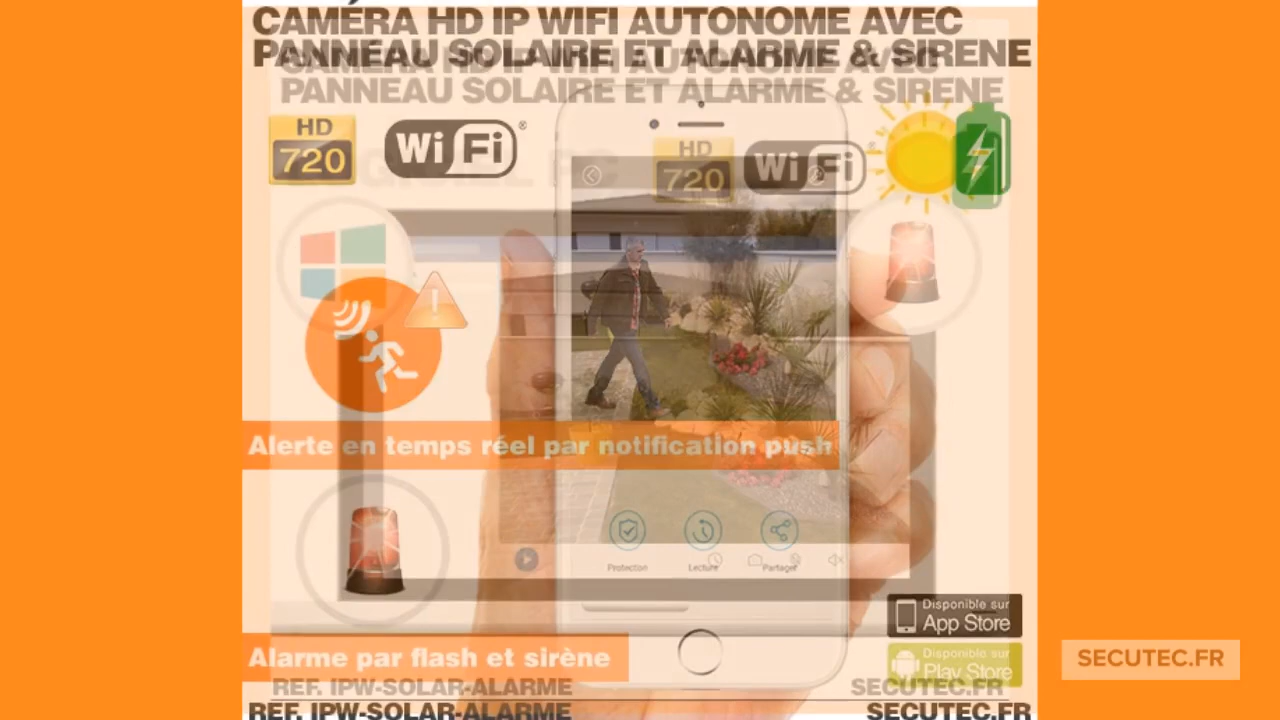 CAMÉRA HD IP WIFI AUTONOME AVEC
PANNEAU SOLAIRE ET ALARME & SIRENE
CAMÉRA HD IP WIFI AUTONOME AVEC
PANNEAU SOLAIRE ET ALARME & SIRENE
HD
720
WiFi
HD
720
WiFi
Alerte en temps réel par notification push
Protection
Lecture
Partager
Disponible sur
App Store
Alarme par flash et sirène
Disponible sur
Play Store
SECUTEC.FR
REF. IPW-SOLAR-ALARME
SECUTEC.FR
REF. IPW-SOLAR-ALARME
SECUTEC.FR